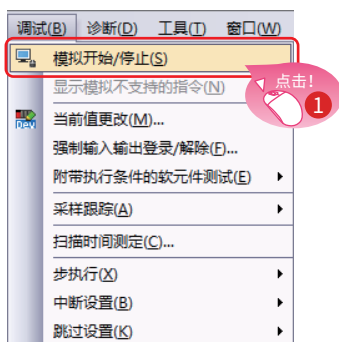 调试(B) 诊断(D) 工具(T) 窗口(W)
模拟开始/停止(S)
显示模拟不支持的指令(N)
点击!
1
DEV
当前值更改(M)...
强制输入输出登录/解除(F)...
附带执行条件的软元件测试(E)
采样跟踪(A)
扫描时间测定(C)...
步执行(X)
中断设置(B)
跳过设置(K)